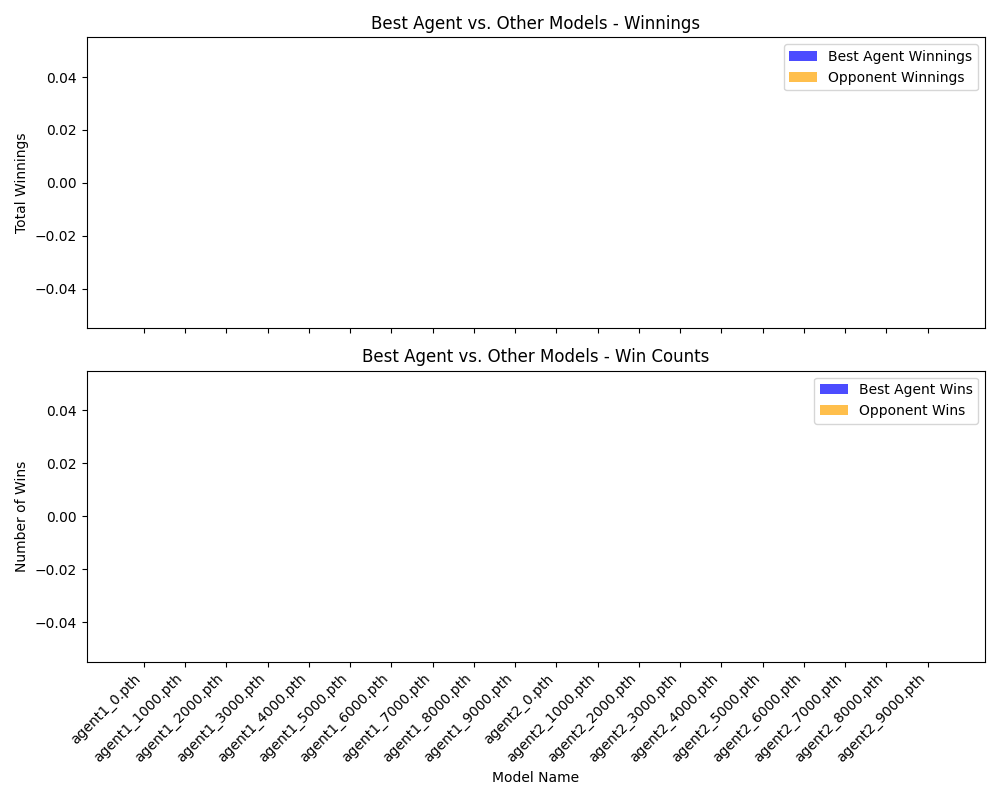 Best Agent vs. Other Models - Winnings
Best Agent Winnings
Opponent Winnings
Total Winnings
0.04
0.02
0.00
−0.02
−0.04
Best Agent vs. Other Models - Win Counts
Best Agent Wins
Opponent Wins
Number of Wins
0.04
0.02
0.00
−0.02
−0.04
agent1_0.pth
agent1_1000.pth
agent1_2000.pth
agent1_3000.pth
agent1_4000.pth
agent1_5000.pth
agent1_6000.pth
agent1_7000.pth
agent1_8000.pth
agent1_9000.pth
agent2_0.pth
agent2_1000.pth
agent2_2000.pth
agent2_3000.pth
agent2_4000.pth
agent2_5000.pth
agent2_6000.pth
agent2_7000.pth
agent2_8000.pth
agent2_9000.pth
Model Name